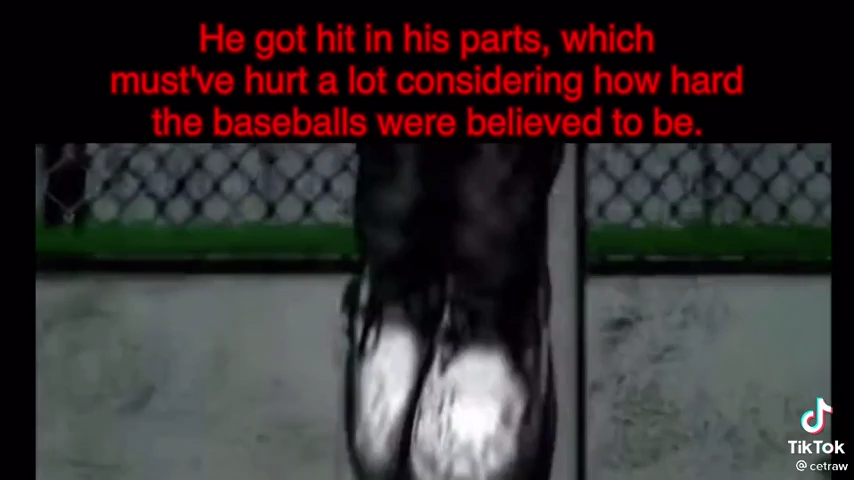 He got hit in his parts, which
must've hurt a lot considering how hard
the baseballs were believed to be.
TikTok
@cetraw